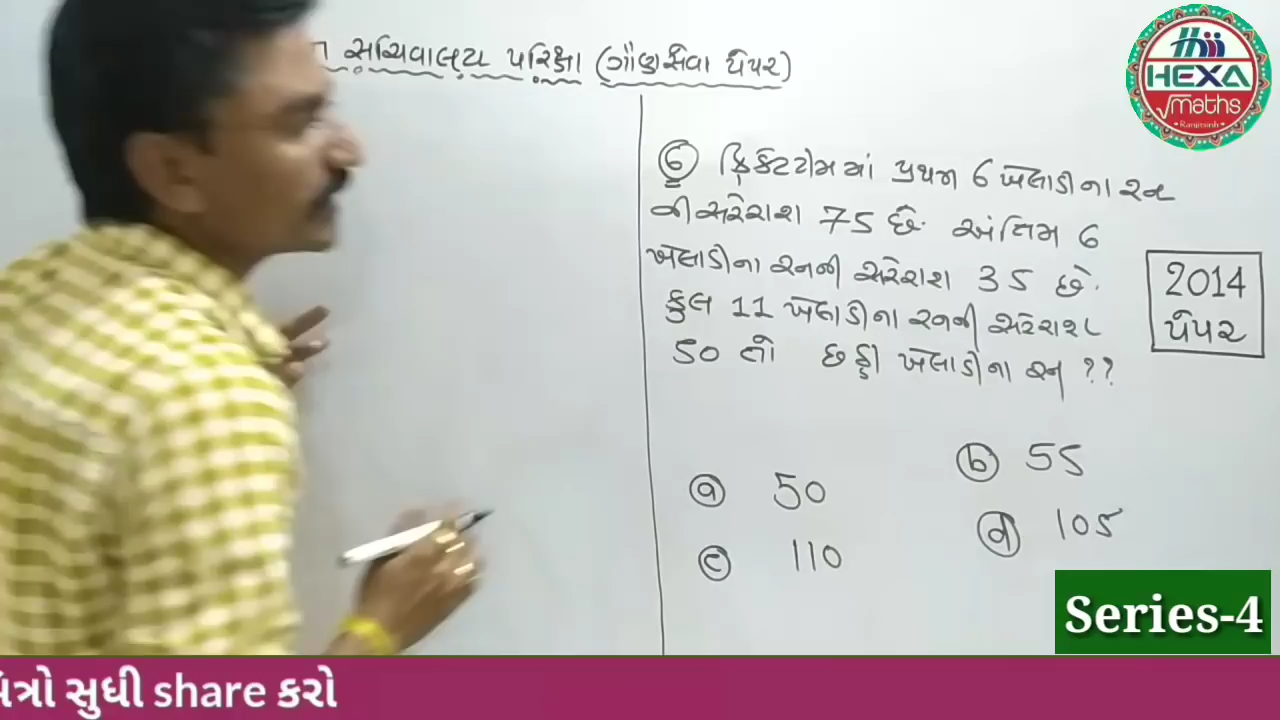 સચિવાલય પરિક્ષા (ગૌણસેવા પેપર)
HEXA
√maths
Ranjitsinh
⑥ ક્રિકેટટીમમાં પ્રથમ 6 ખેલાડીના રન
ની સરેરાશ 75 છે. અંતિમ 6
ખેલાડીના રનની સરેરાશ 35 છે.
કુલ 11 ખેલાડીના રનની સરેરાશ
50 તો છઠ્ઠી ખેલાડીના રન ??
2014
પેપર
ⓐ 50
ⓑ 55
ⓒ 110
ⓓ 105
Series-4
સુધી share કરો